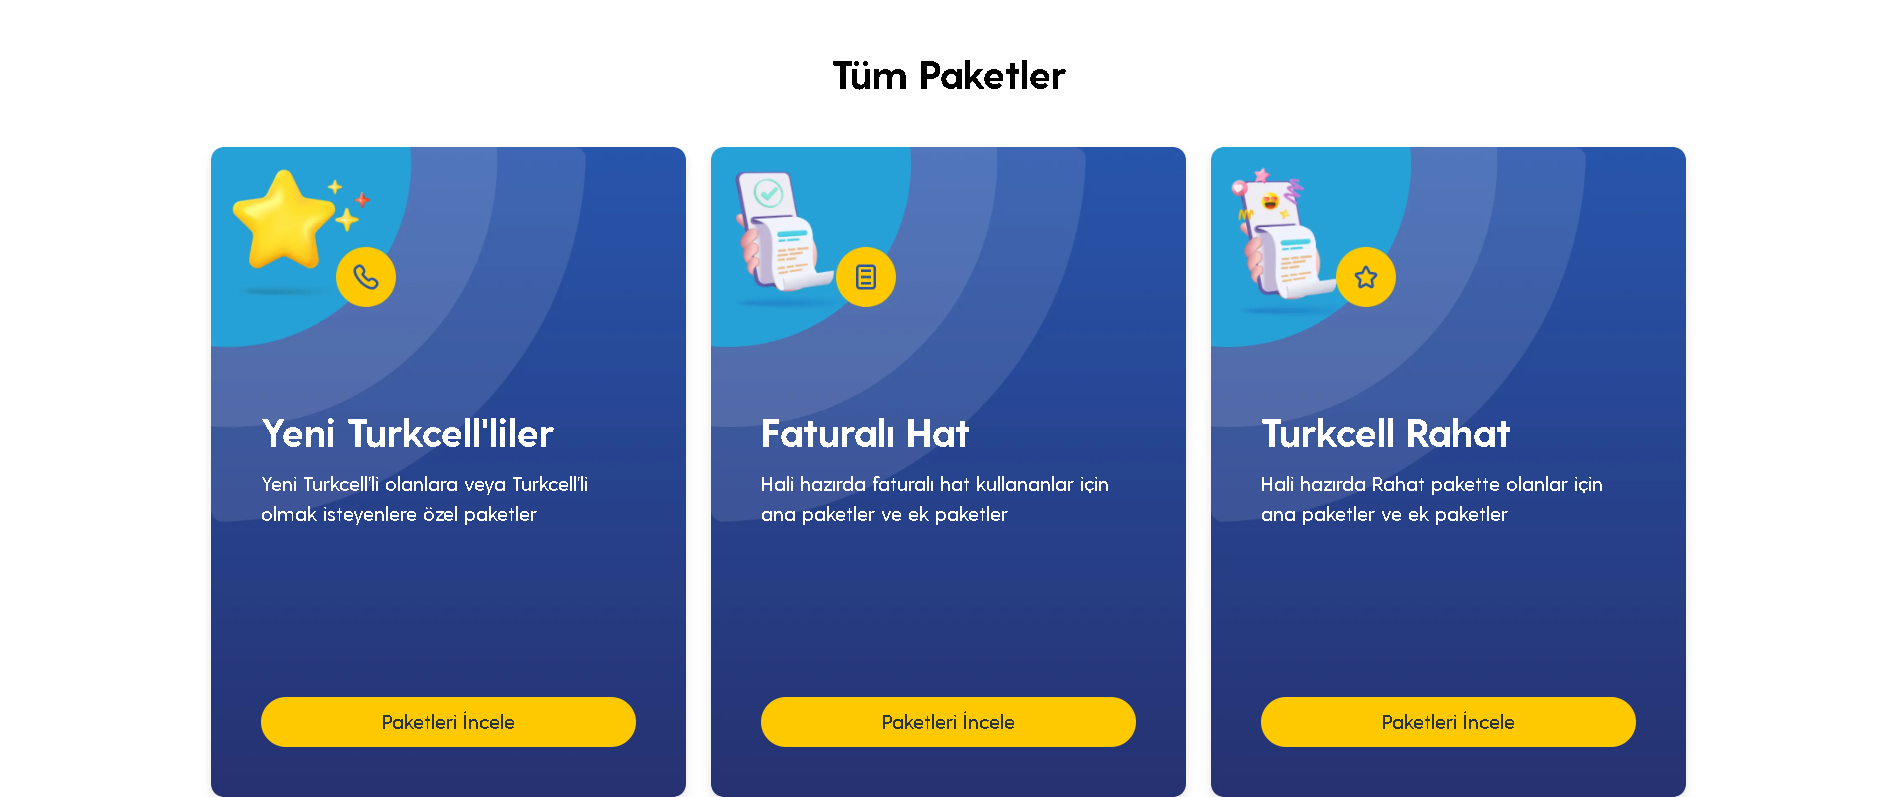 Tüm Paketler
Yeni Turkcell'liler
Yeni Turkcell'li olanlara veya Turkcell'li
olmak isteyenlere özel paketler
Paketleri İncele
Faturalı Hat
Hali hazırda faturalı hat kullananlar için
ana paketler ve ek paketler
Paketleri İncele
Turkcell Rahat
Hali hazırda Rahat pakette olanlar için
ana paketler ve ek paketler
Paketleri İncele